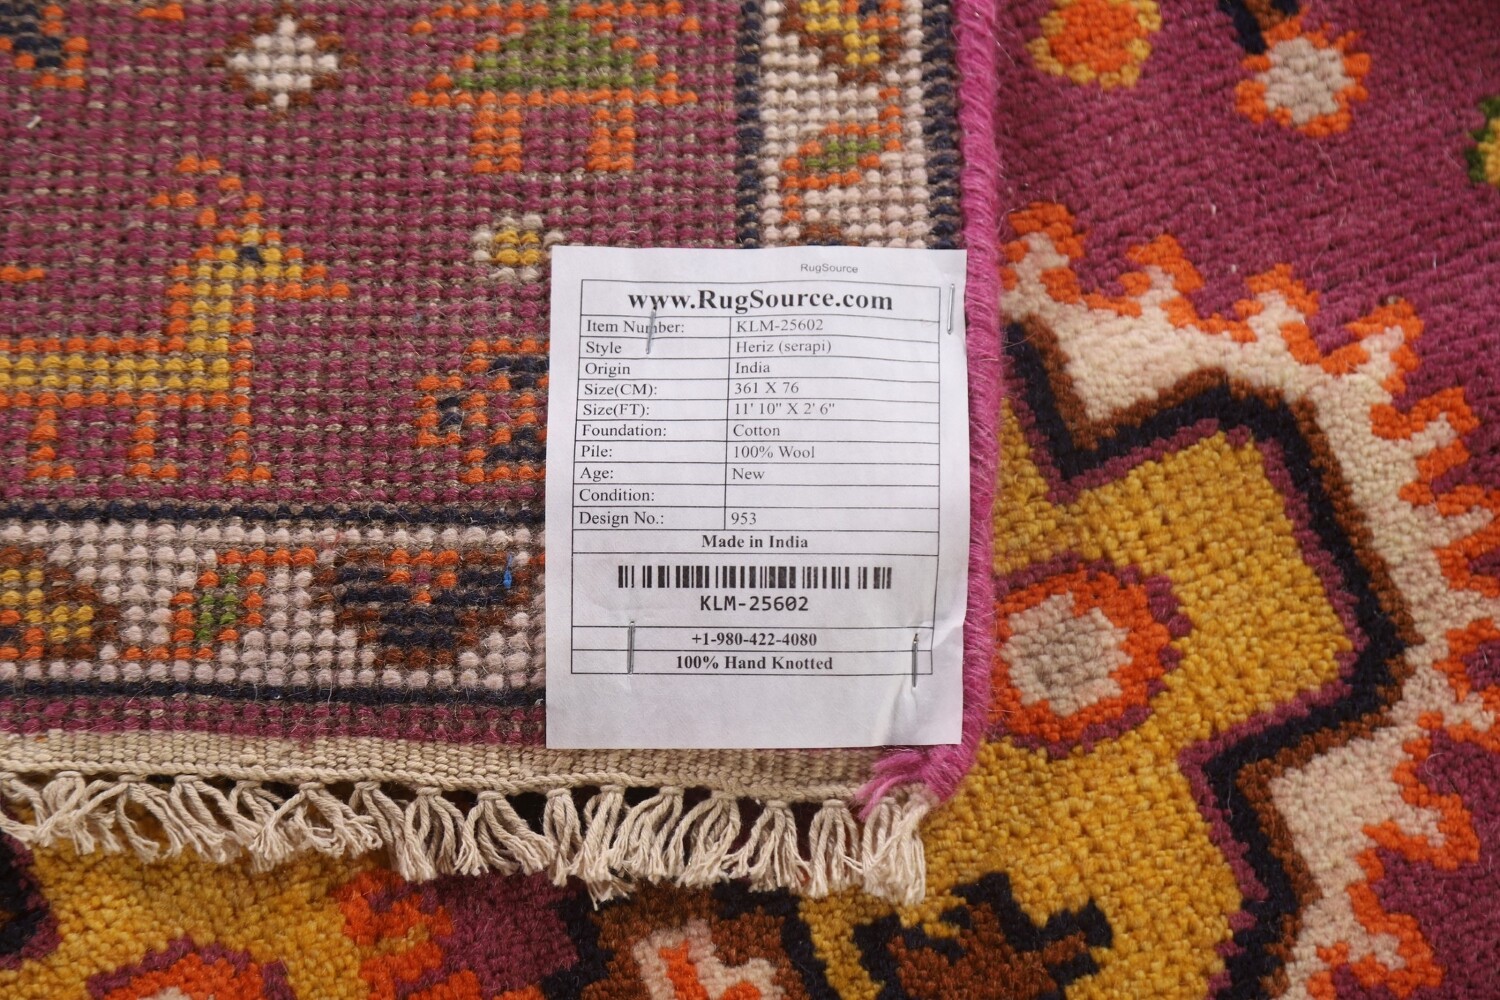 RugSource
www.RugSource.com
Item Number: KLM-25602
Style Heriz (serapi)
Origin India
Size(CM): 361 X 76
Size(FT): 11' 10" X 2' 6"
Foundation: Cotton
Pile: 100% Wool
Age: New
Condition:
Design No.: 953
Made in India
KLM-25602
+1-980-422-4080
100% Hand Knotted